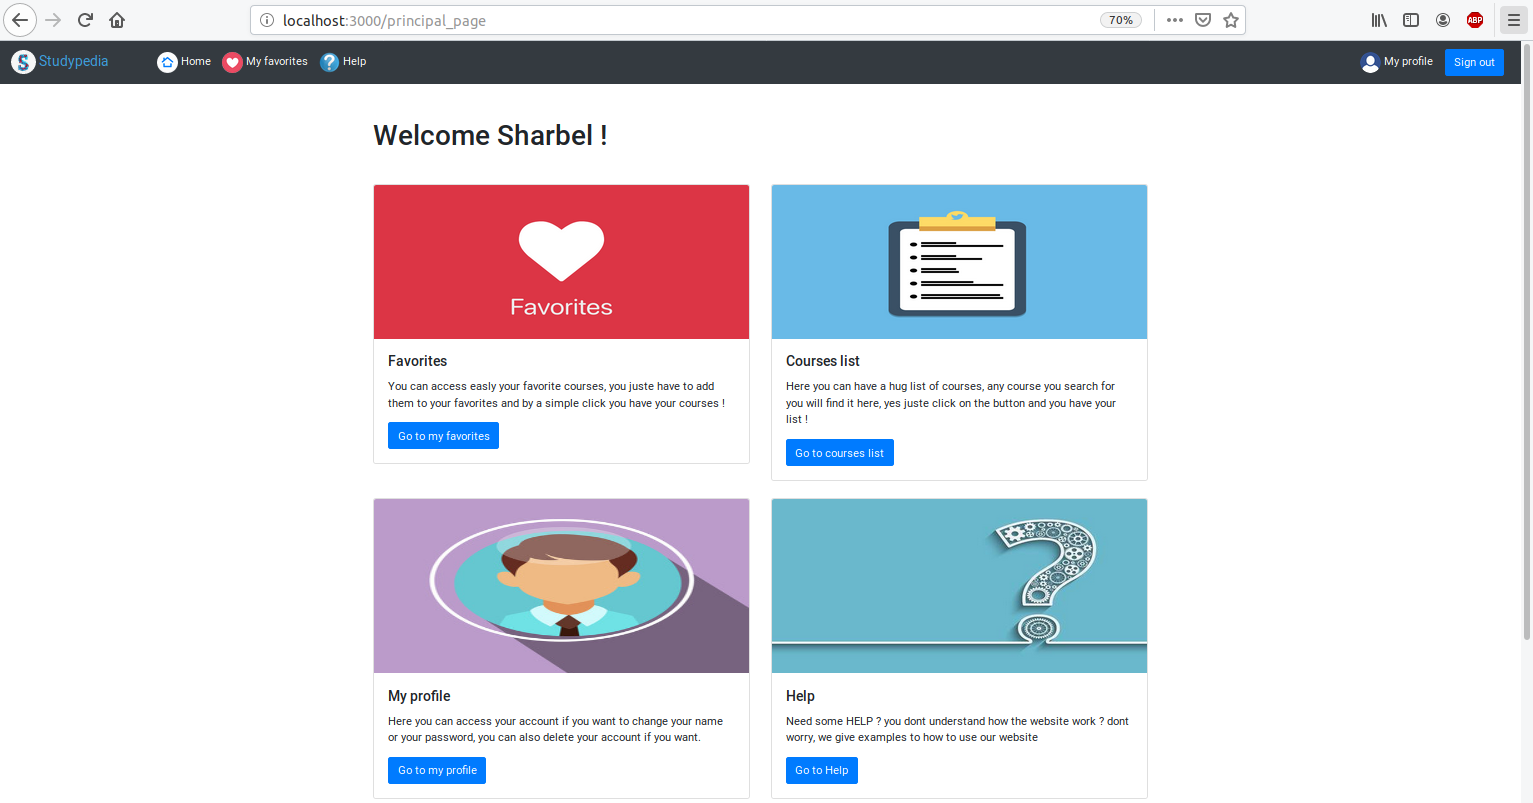 localhost:3000/principal_page
70%
ABP
S Studypedia
Home
My favorites
? Help
My profile
Sign out
Welcome Sharbel !
Favorites
Favorites
You can access easly your favorite courses, you juste have to add
them to your favorites and by a simple click you have your courses !
Go to my favorites
Courses list
Here you can have a hug list of courses, any course you search for
you will find it here, yes juste click on the button and you have your
list !
Go to courses list
My profile
Here you can access your account if you want to change your name
or your password, you can also delete your account if you want.
Go to my profile
?
Help
Need some HELP ? you dont understand how the website work ? dont
worry, we give examples to how to use our website
Go to Help